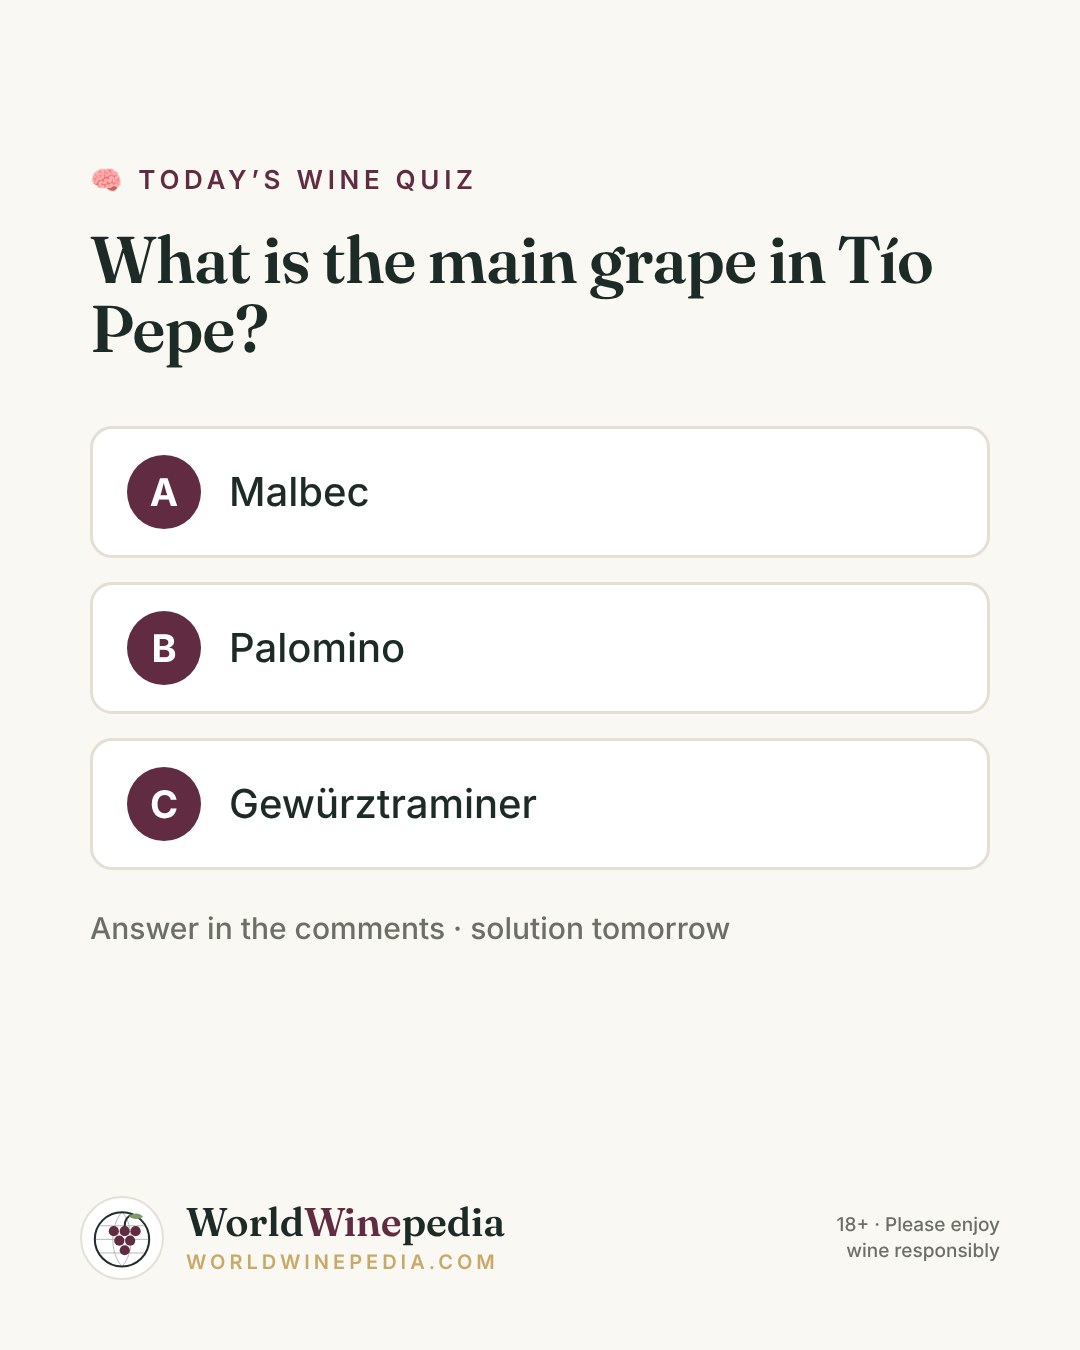 🧠 TODAY’S WINE QUIZ
What is the main grape in Tío
Pepe?
A Malbec
B Palomino
C Gewürztraminer
Answer in the comments · solution tomorrow
WorldWinepedia
WORLDWINEPEDIA.COM
18+ · Please enjoy
wine responsibly